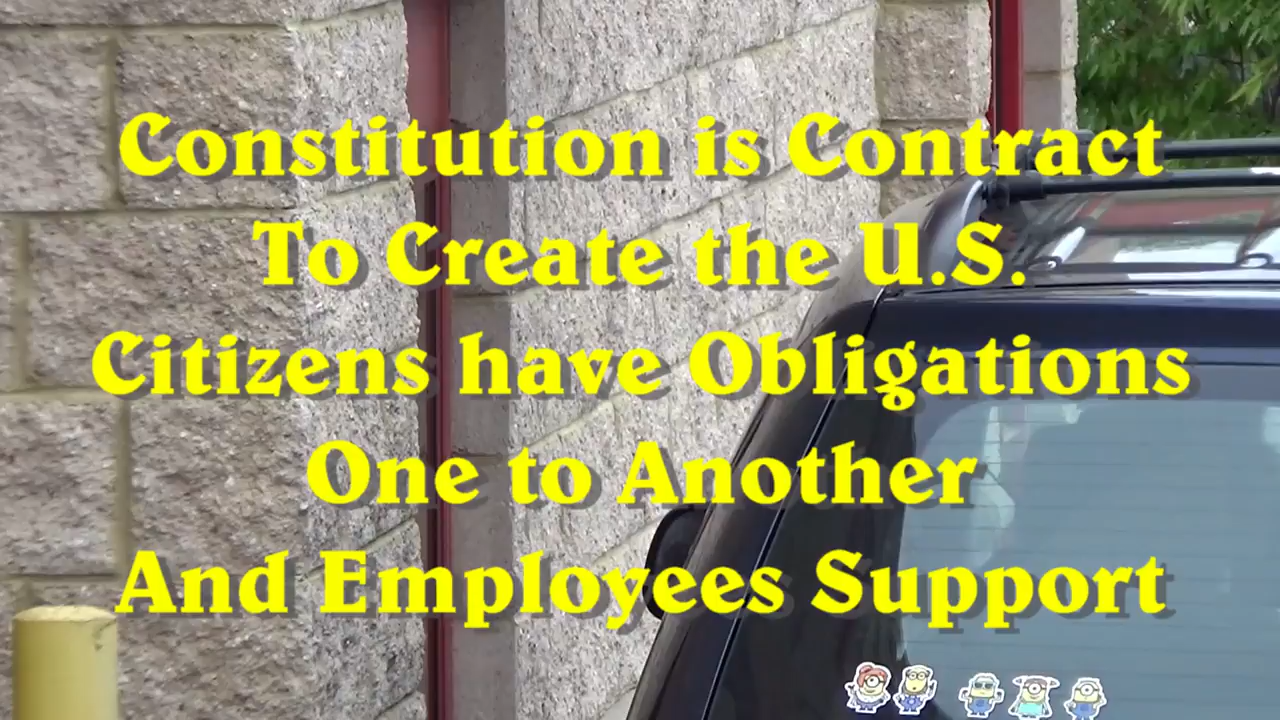 Constitution is Contract
To Create the U.S.
Citizens have Obligations
One to Another
And Employees Support